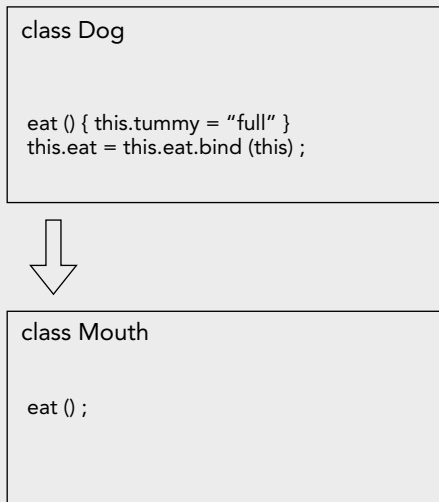 class Dog
eat () { this.tummy = “full” }
this.eat = this.eat.bind (this) ;
class Mouth
eat () ;